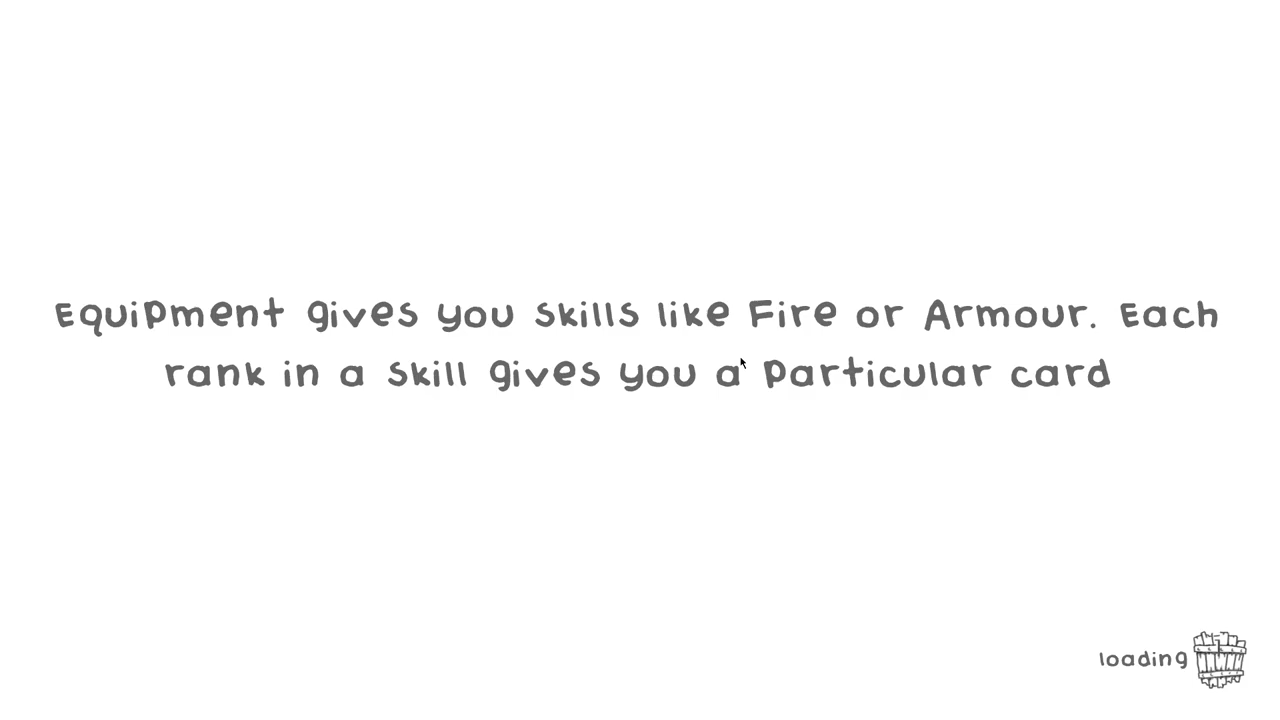 Equipment gives you skills like Fire or Armour. Each
rank in a skill gives you a particular card
loading